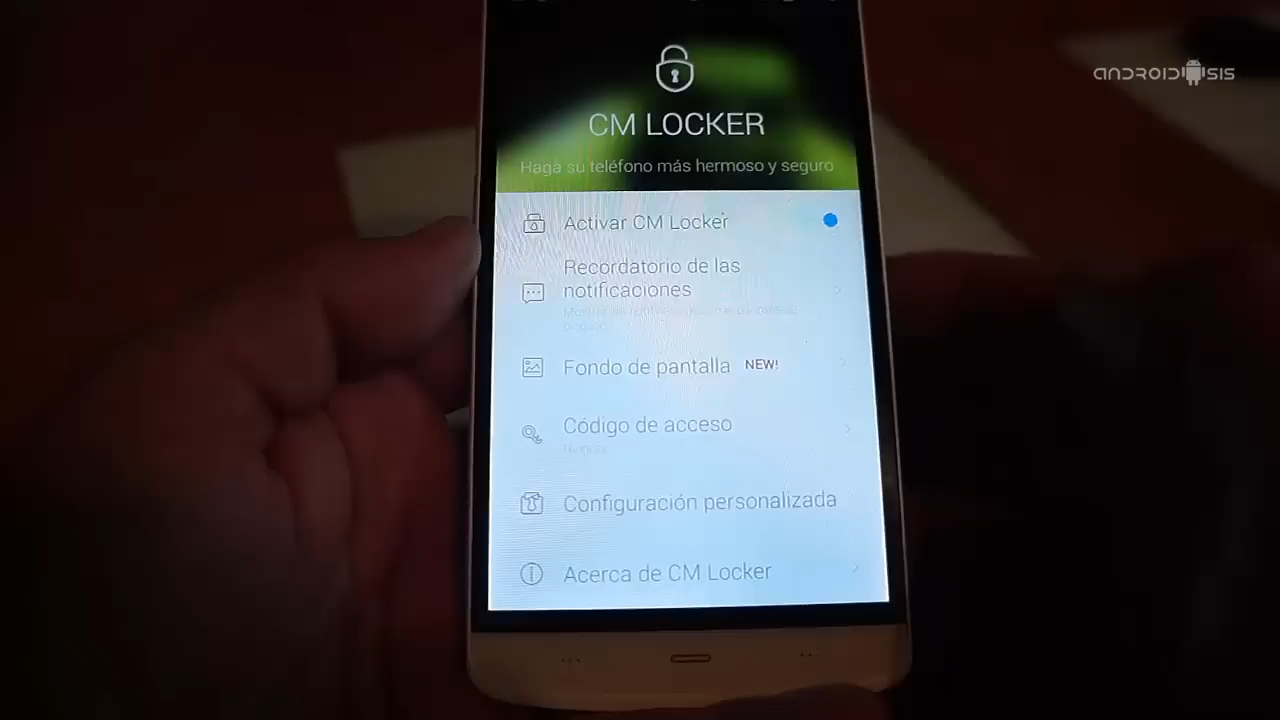 ANDROIDSIS
CM LOCKER
Haga su teléfono más hermoso y seguro
Activar CM Locker
Recordatorio de las
notificaciones
Fondo de pantalla NEW!
Código de acceso
Configuración personalizada
Acerca de CM Locker